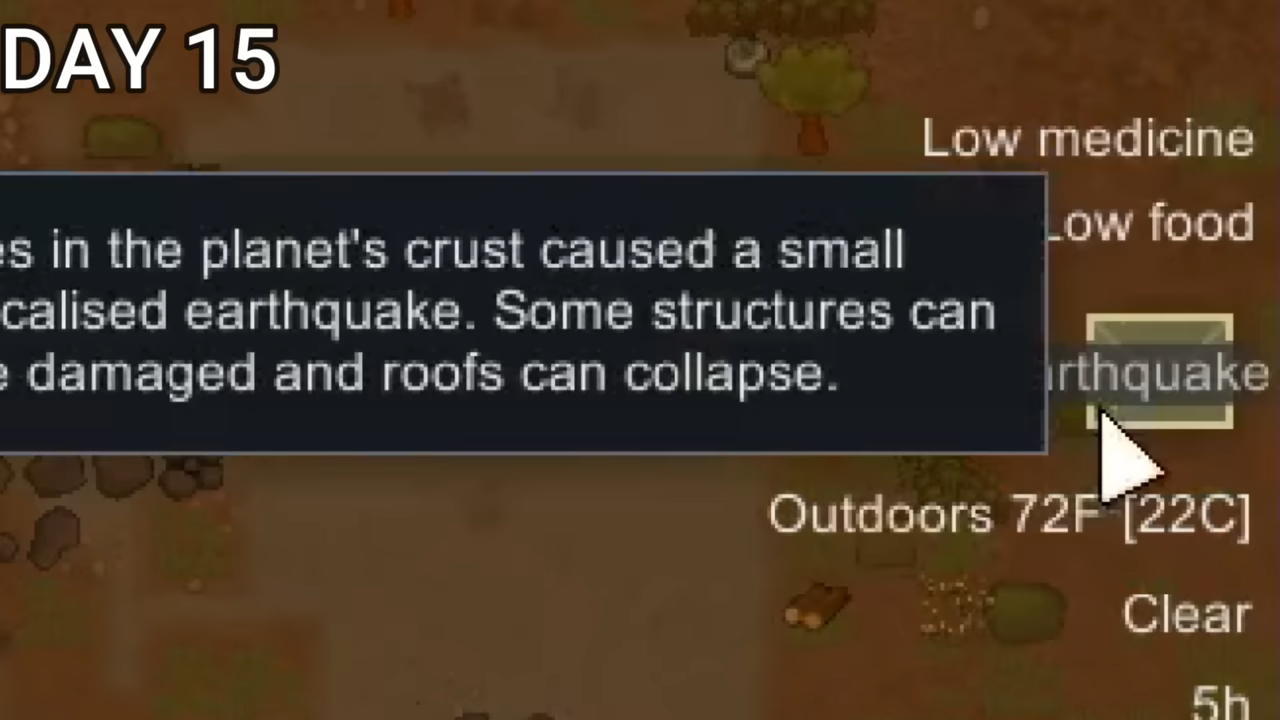 DAY 15
Low medicine
Low food
es in the planet's crust caused a small
calised earthquake. Some structures can
e damaged and roofs can collapse.
arthquake
Outdoors 72F [22C]
Clear
5h